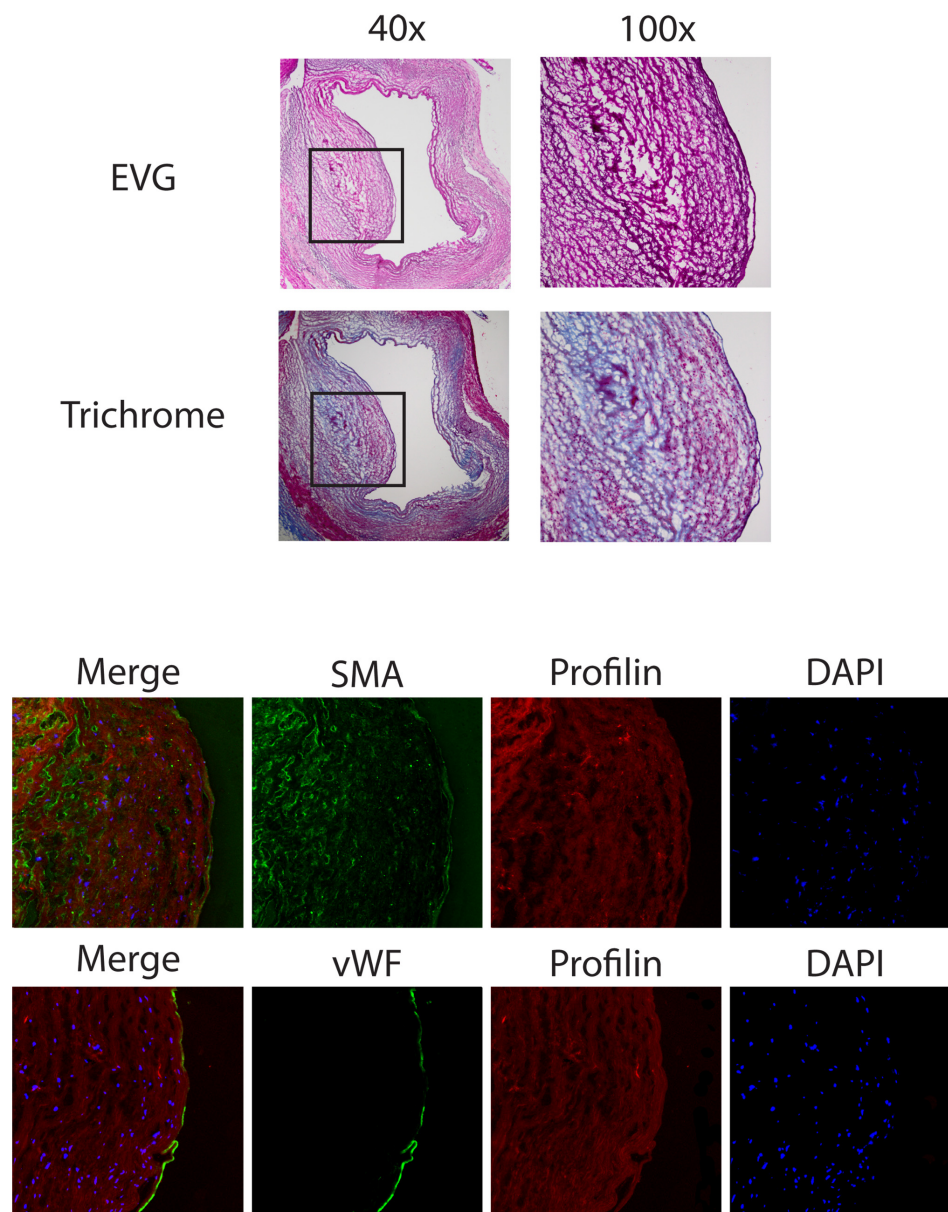 40x 100x
EVG
Trichrome
Merge SMA Profilin DAPI
Merge vWF Profilin DAPI